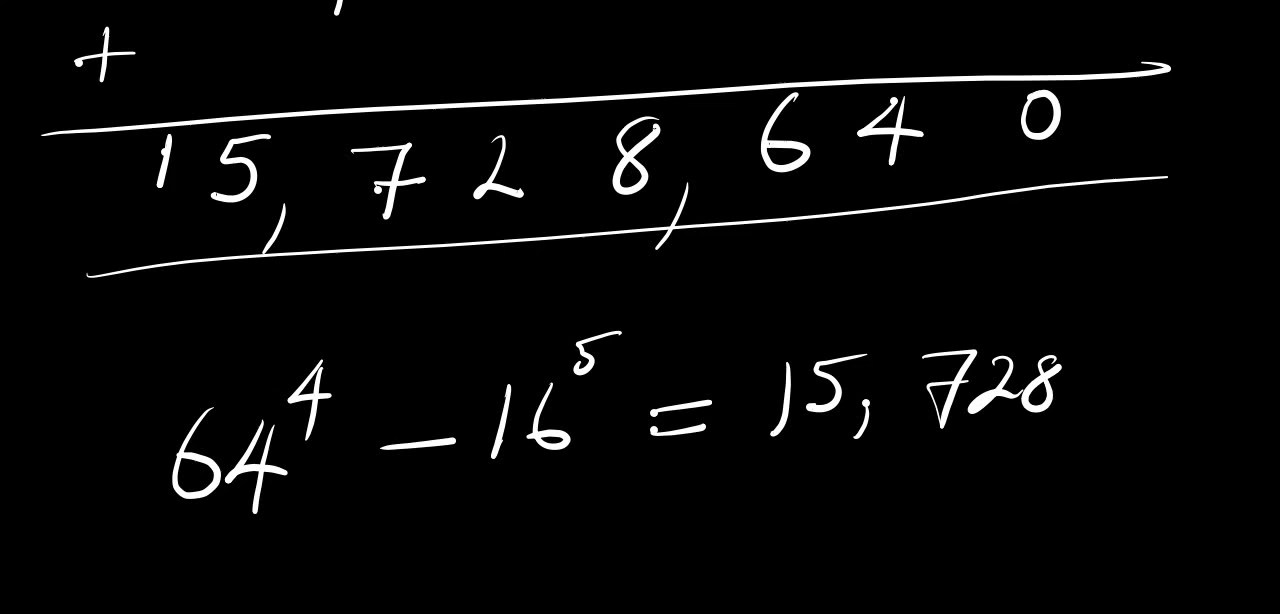 +
15,728,640
64⁴ - 16⁵ = 15,728